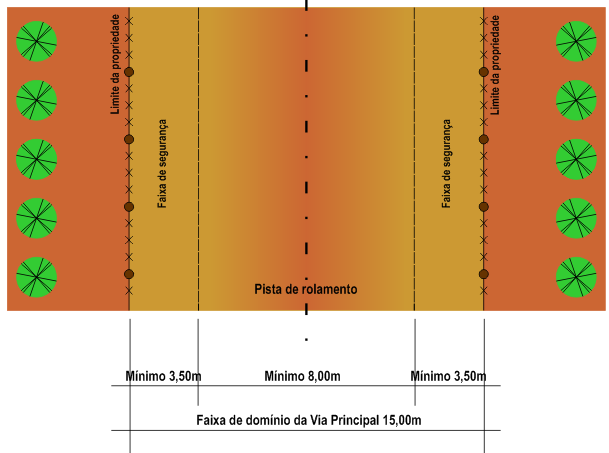 Limite da propriedade
Faixa de segurança
Faixa de segurança
Limite da propriedade
Pista de rolamento
Mínimo 3,50m
Mínimo 8,00m
Mínimo 3,50m
Faixa de domínio da Via Principal 15,00m